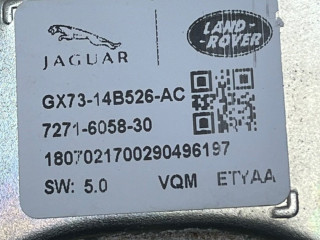 JAGUAR
LAND-
ROVER
GX73-14B526-AC
7271-6058-30
1807021700290496197
SW: 5.0 VQM ETYAA